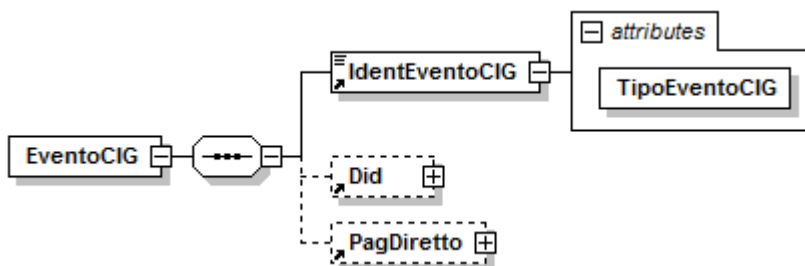 attributes
IdentEventoCIG
TipoEventoCIG
EventoCIG
Did
PagDiretto